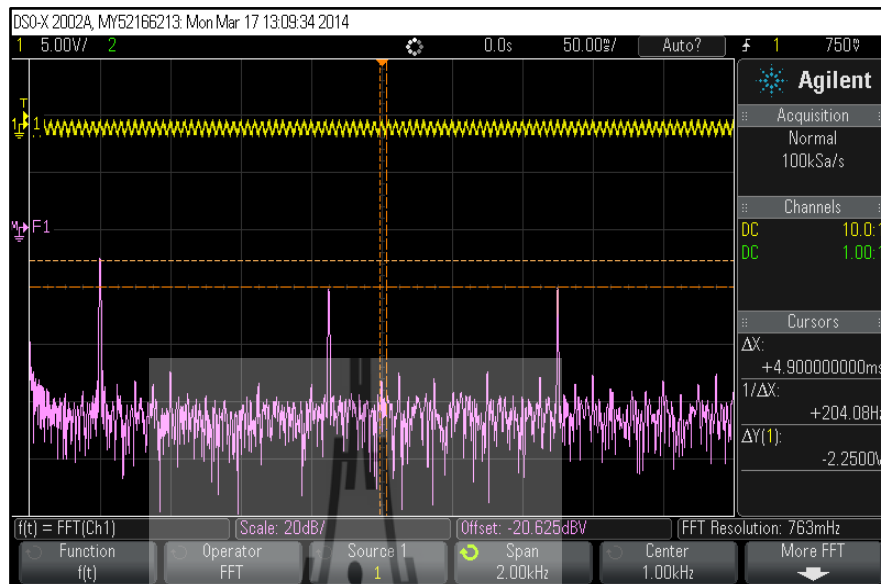 DSO-X 2002A, MY52166213: Mon Mar 17 13:09:34 2014
1 5.00V/ 2 0.0s 50.00ms/ Auto? 1 750mV
Agilent
Acquisition
Normal
100kSa/s
Channels
DC 10.0:1
DC 1.00:1
Cursors
ΔX:
+4.900000000ms
1/ΔX:
+204.08Hz
ΔY(1):
-2.2500V
T
1 1
M F1
f(t) = FFT(Ch1) Scale: 20dB/ Offset: -20.625dBV FFT Resolution: 763mHz
Function Operator Source 1 Span Center More FFT
f(t) FFT 1 2.00kHz 1.00kHz